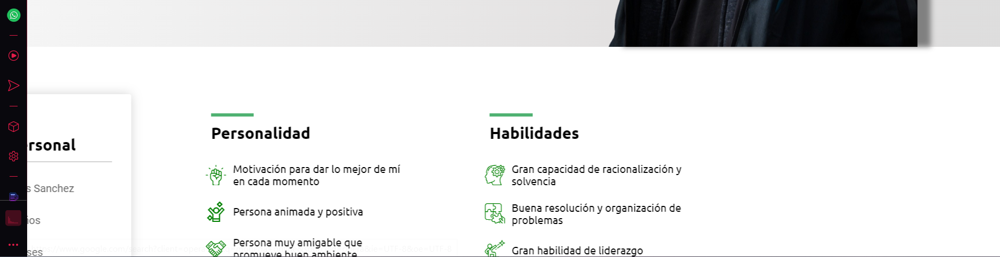 ersonal
s Sanchez
ños
ses
Personalidad
Motivación para dar lo mejor de mí
en cada momento
Persona animada y positiva
Persona muy amigable que
promueve buen ambiente
Habilidades
Gran capacidad de racionalización y
solvencia
Buena resolución y organización de
problemas
Gran habilidad de liderazgo